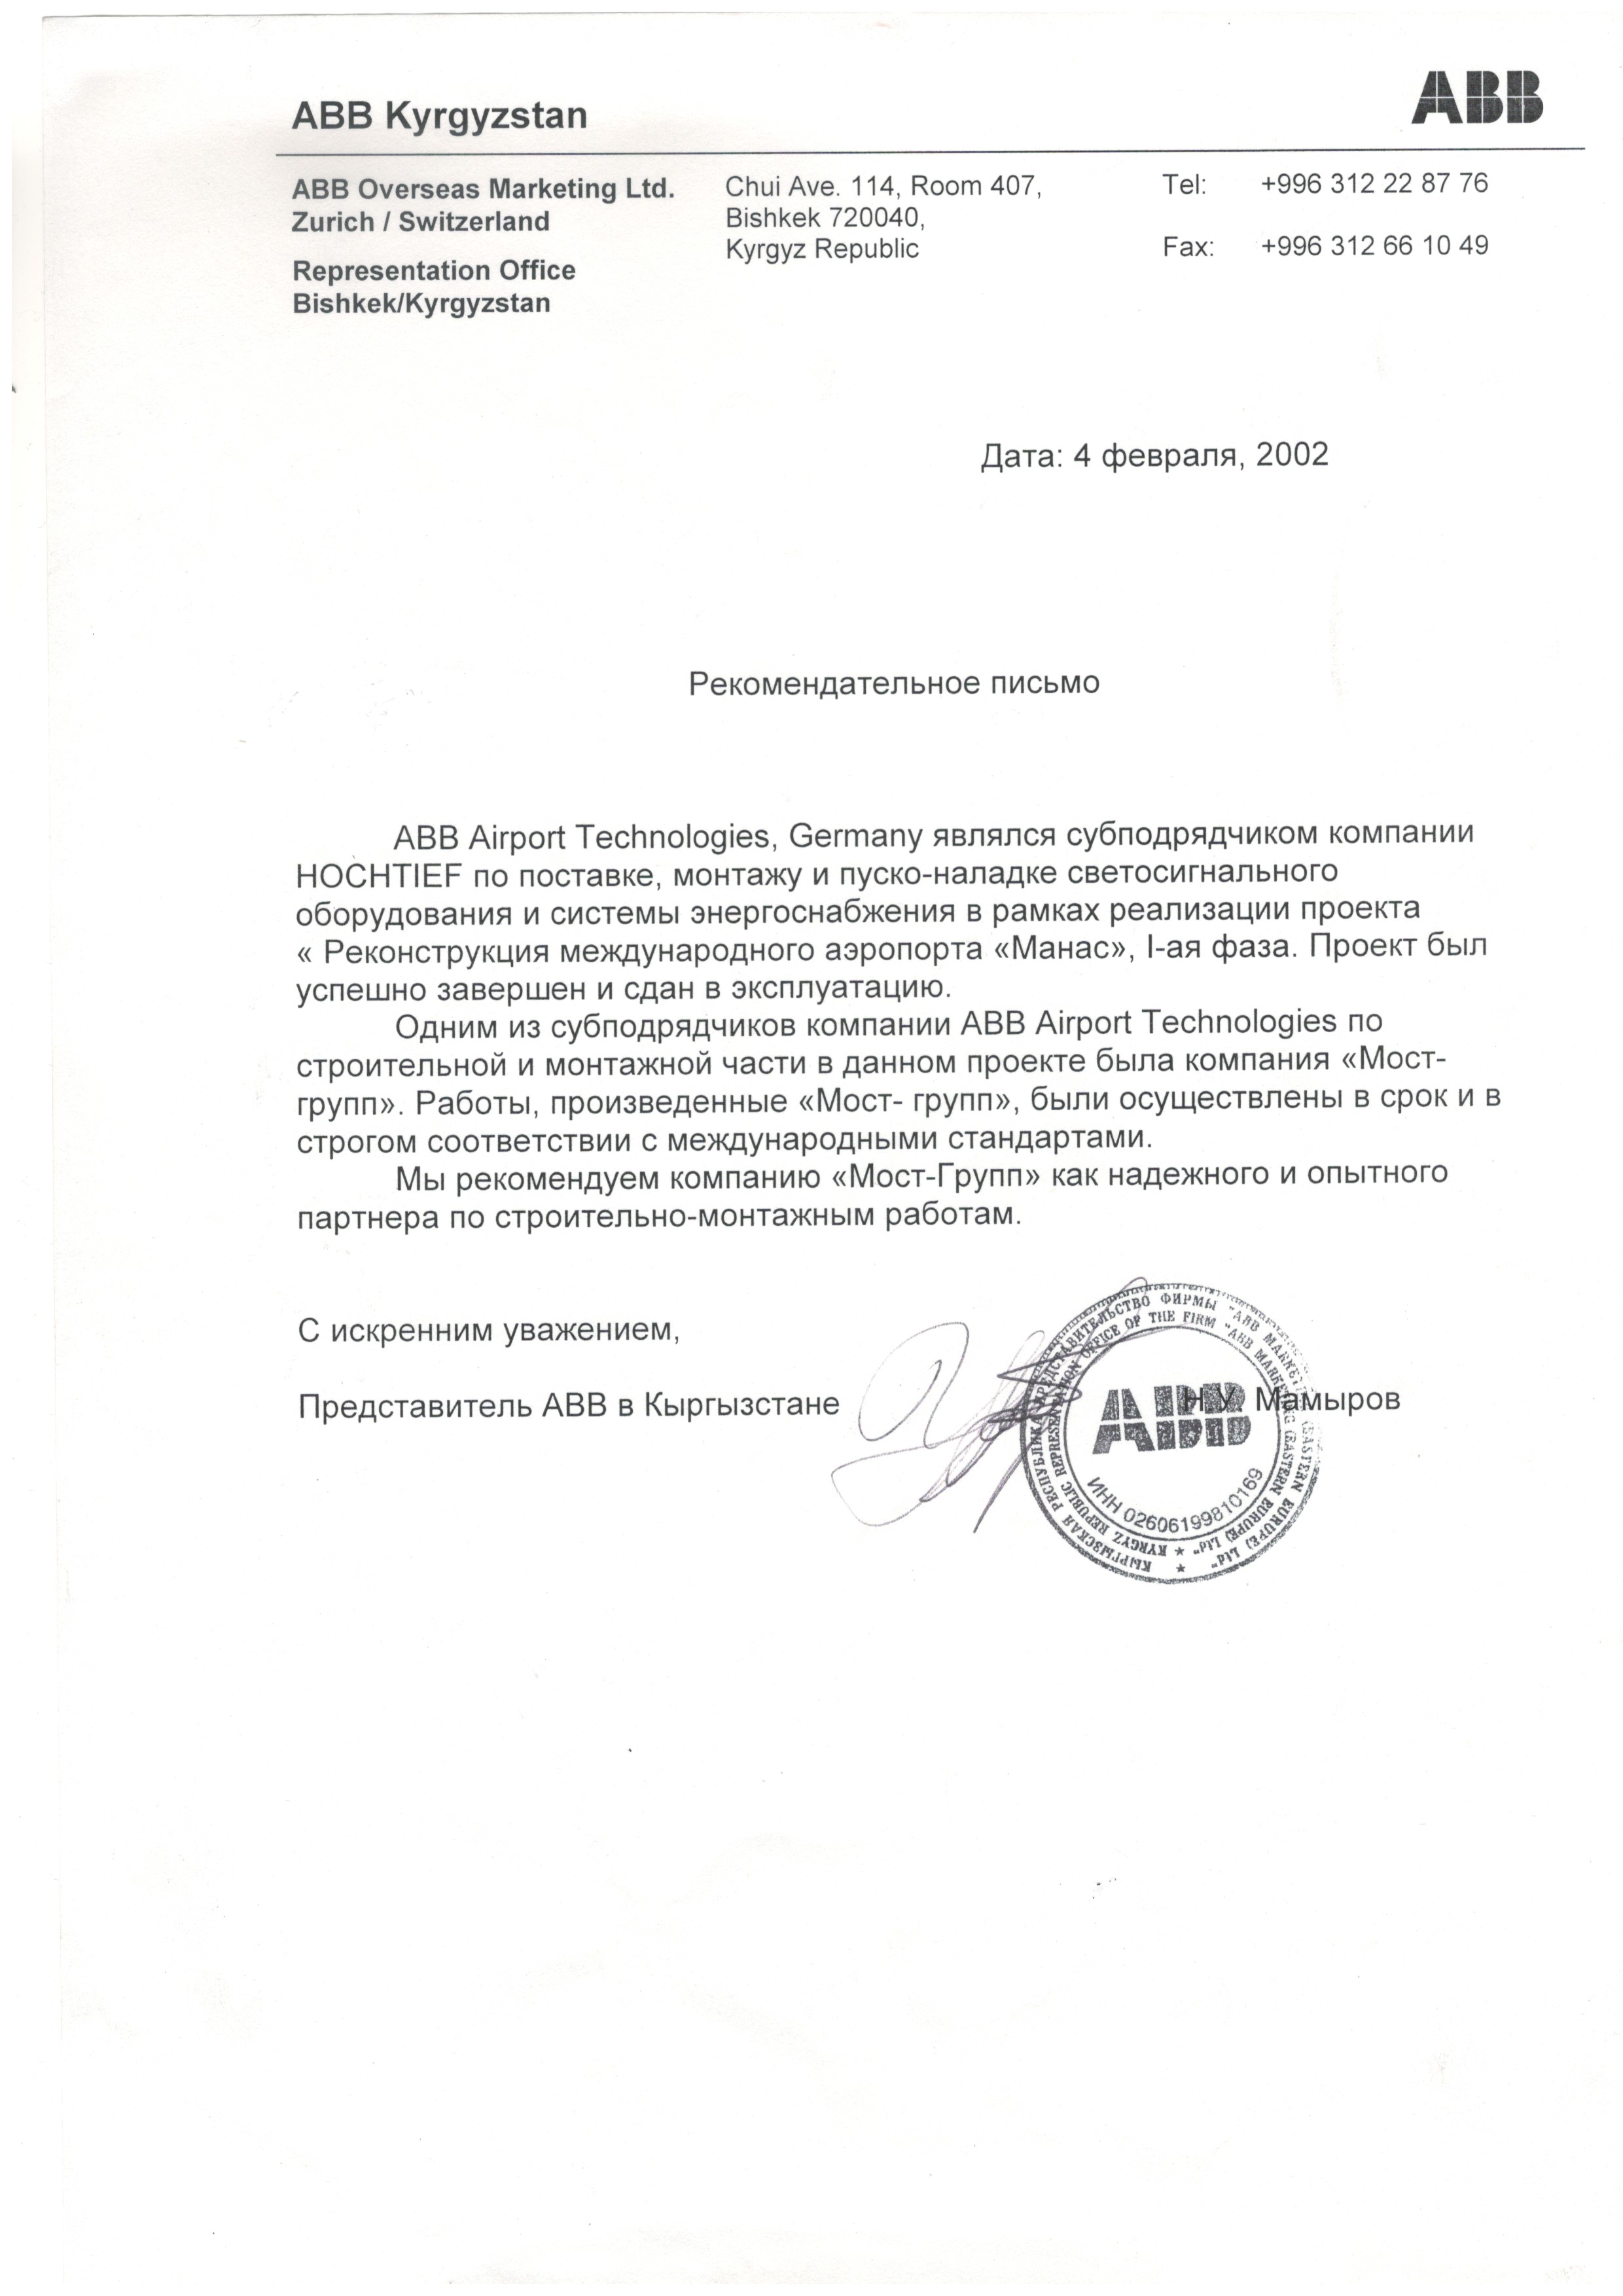 ABB Kyrgyzstan
ABB
ABB Overseas Marketing Ltd.
Zurich / Switzerland
Representation Office
Bishkek/Kyrgyzstan
Chui Ave. 114, Room 407,
Bishkek 720040,
Kyrgyz Republic
Tel: +996 312 22 87 76
Fax: +996 312 66 10 49
Дата: 4 февраля, 2002
Рекомендательное письмо
ABB Airport Technologies, Germany являлся субподрядчиком компании
HOCHTIEF по поставке, монтажу и пуско-наладке светосигнального
оборудования и системы энергоснабжения в рамках реализации проекта
« Реконструкция международного аэропорта «Манас», I-ая фаза. Проект был
успешно завершен и сдан в эксплуатацию.
Одним из субподрядчиков компании ABB Airport Technologies по
строительной и монтажной части в данном проекте была компания «Мост-
групп». Работы, произведенные «Мост- групп», были осуществлены в срок и в
строгом соответствии с международными стандартами.
Мы рекомендуем компанию «Мост-Групп» как надежного и опытного
партнера по строительно-монтажным работам.
С искренним уважением,
Представитель АВВ в Кыргызстане
Н.У. Мамыров
КЫРГЫЗСКАЯ РЕСПУБЛИКА ПРЕДСТАВИТЕЛЬСТВО ФИРМЫ "ABB MARKETING (EASTERN EUROPE) Ltd"
KYRGYZ REPUBLIC REPRESENTATION OFFICE OF THE FIRM "ABB MARKETING (EASTERN EUROPE) Ltd"
ABB
ИНН 02606199810169